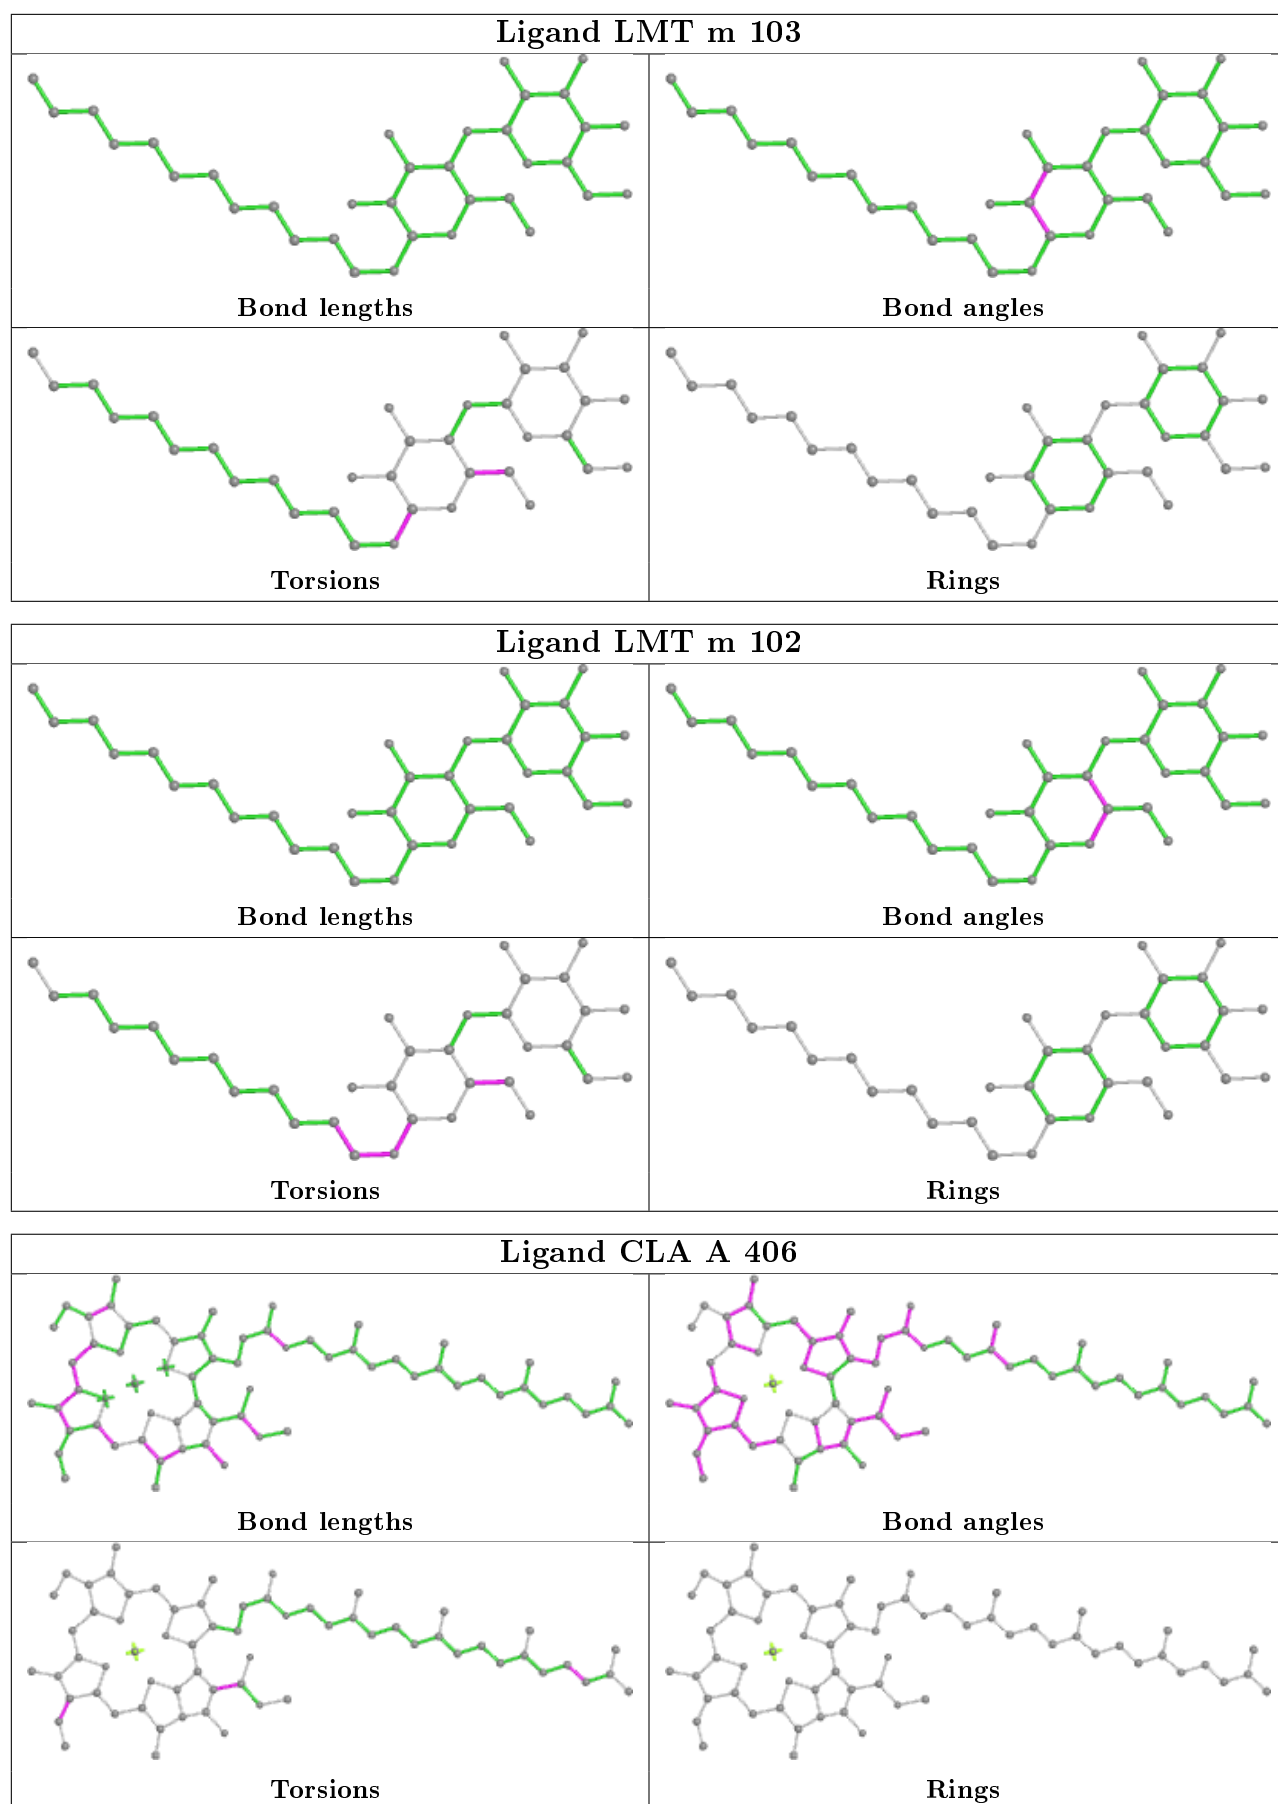 Ligand LMT m 103
Bond lengths
Bond angles
Torsions
Rings
Ligand LMT m 102
Bond lengths
Bond angles
Torsions
Rings
Ligand CLA A 406
Bond lengths
Bond angles
Torsions
Rings